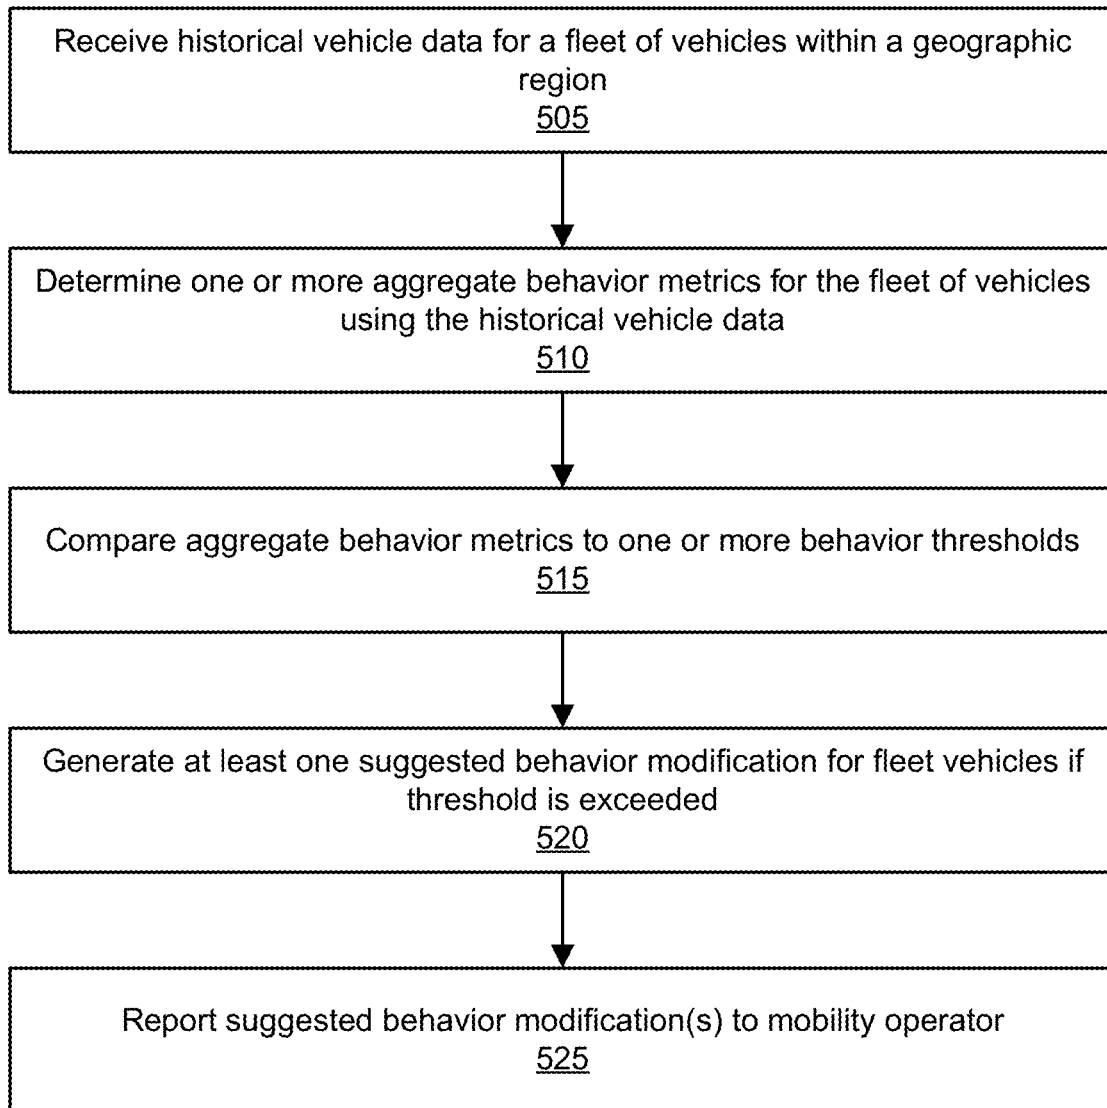 Receive historical vehicle data for a fleet of vehicles within a geographic
region
505
Determine one or more aggregate behavior metrics for the fleet of vehicles
using the historical vehicle data
510
Compare aggregate behavior metrics to one or more behavior thresholds
515
Generate at least one suggested behavior modification for fleet vehicles if
threshold is exceeded
520
Report suggested behavior modification(s) to mobility operator
525